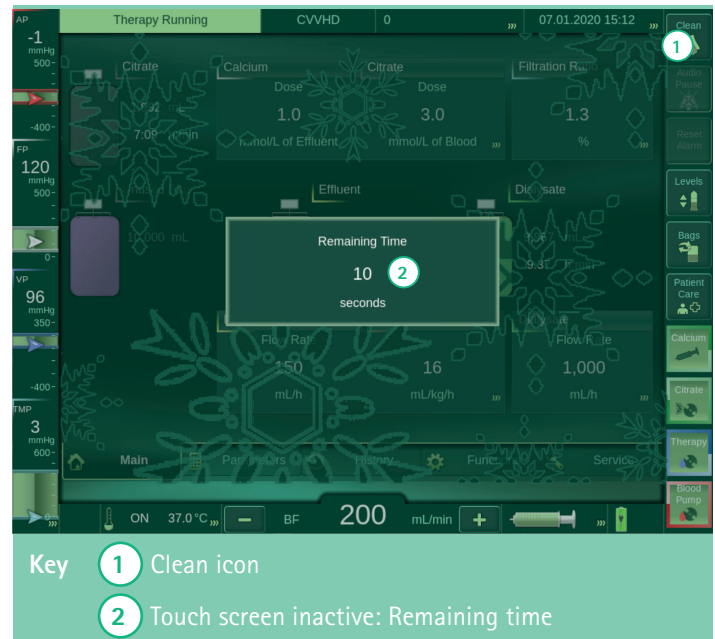 AP
Therapy Running
CVVHD
0
07.01.2020 15:12
Clean
1
-1
mmHg
500-
-400-
Citrate
Calcium
Citrate
Dose
Dose
1.0
3.0
mmol/L of Blood
1.3
%
Audio
Pause
Reset
Alarm
FP
120
mmHg
500-
0-
Effluent
mL
Levels
Bags
Patient
Care
Remaining Time
10
2
seconds
VP
96
mmHg
350-
-400-
150
mL/h
16
mL/kg/h
1,000
mL/h
Calcium
Citrate
TMP
3
mmHg
600-
0-
Main
History
Service
Therapy
Blood
Pump
ON
37.0 °C
BF
200
mL/min
Key
1 Clean icon
2 Touch screen inactive: Remaining time